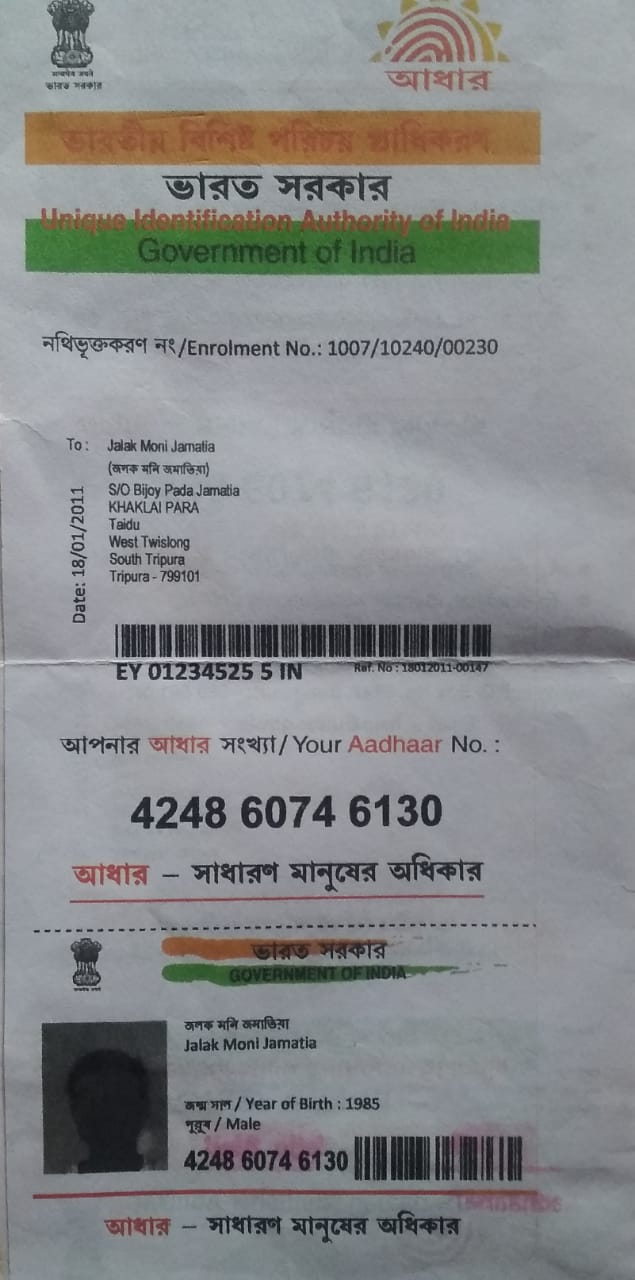 सत्यमेव जयते
ভারত সরকার
আধার
ভারতীয় বিশিষ্ট পরিচয় প্রাধিকরণ
ভারত সরকার
Unique Identification Authority of India
Government of India
নথিভূক্তকরণ নং/Enrolment No.: 1007/10240/00230
To: Jalak Moni Jamatia
(জলক মনি জমাতিয়া)
S/O Bijoy Pada Jamatia
KHAKLAI PARA
Taidu
West Twislong
South Tripura
Tripura - 799101
Date: 18/01/2011
EY 01234525 5 IN
Ref. No : 18012011-00147
আপনার আধার সংখ্যা/ Your Aadhaar No. :
4248 6074 6130
আধার – সাধারণ মানুষের অধিকার
ভারত সরকার
GOVERNMENT OF INDIA
জলক মনি জমাতিয়া
Jalak Moni Jamatia
জন্ম সাল / Year of Birth : 1985
পুরুষ / Male
4248 6074 6130
আধার – সাধারণ মানুষের অধিকার